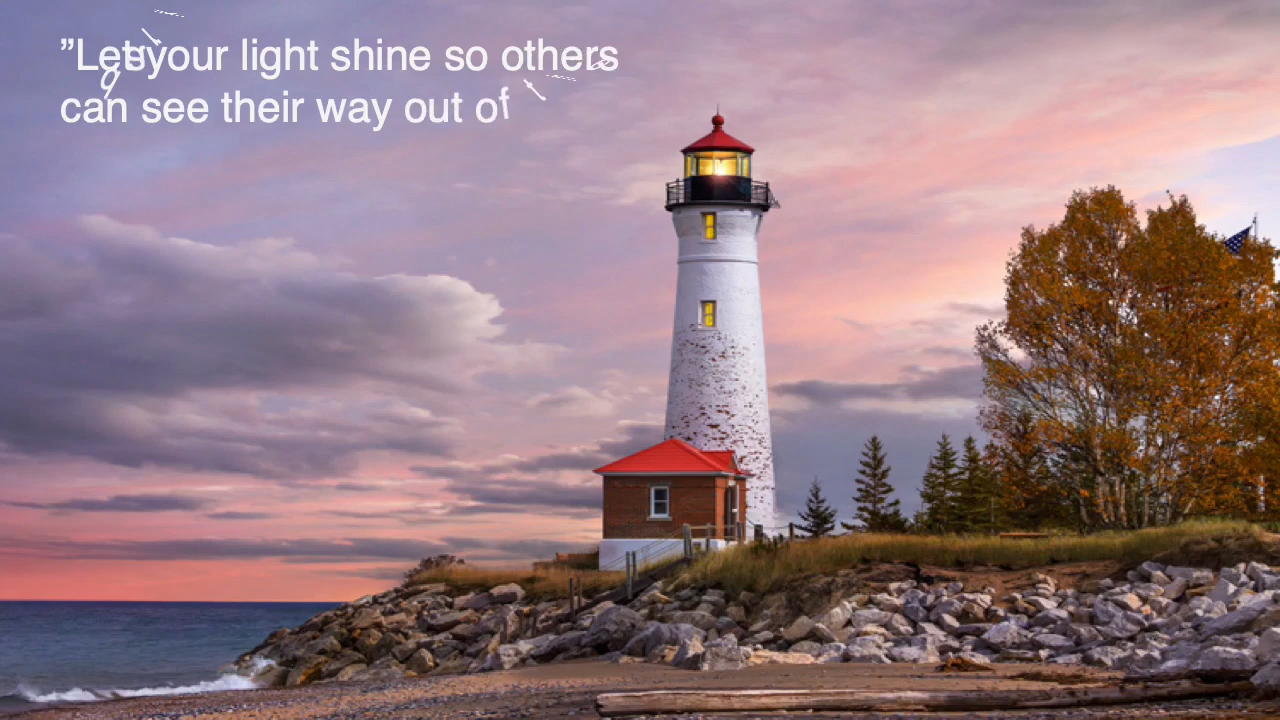 ”Let your light shine so others
can see their way out of